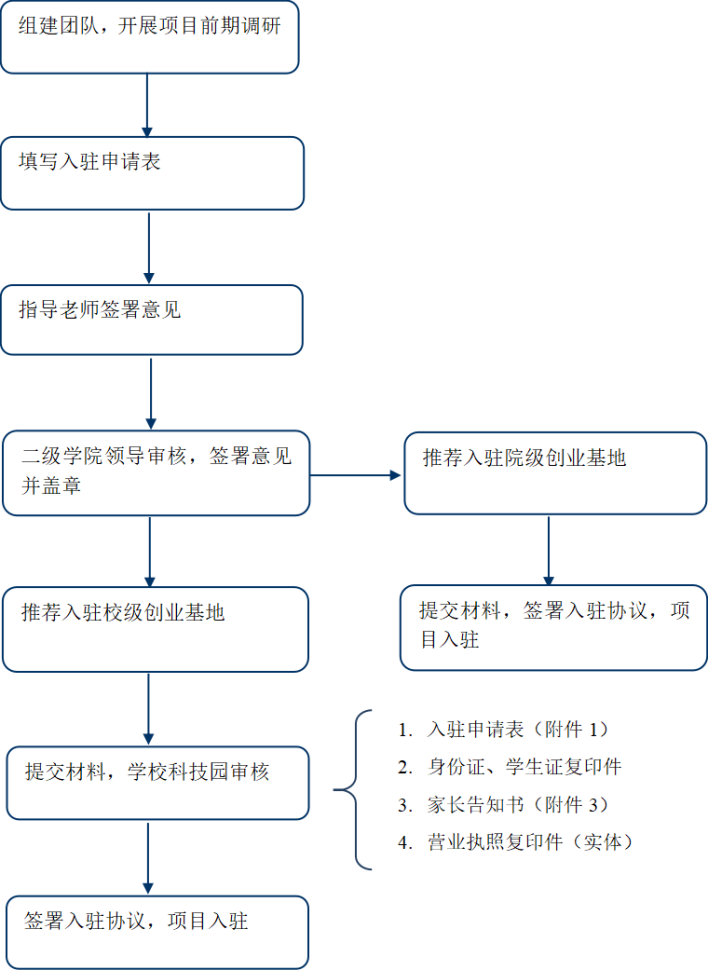 组建团队，开展项目前期调研
填写入驻申请表
指导老师签署意见
二级学院领导审核，签署意见
并盖章
推荐入驻院级创业基地
推荐入驻校级创业基地
提交材料，签署入驻协议，项
目入驻
提交材料，学校科技园审核
1. 入驻申请表（附件 1）
2. 身份证、学生证复印件
3. 家长告知书（附件 3）
4. 营业执照复印件（实体）
签署入驻协议，项目入驻